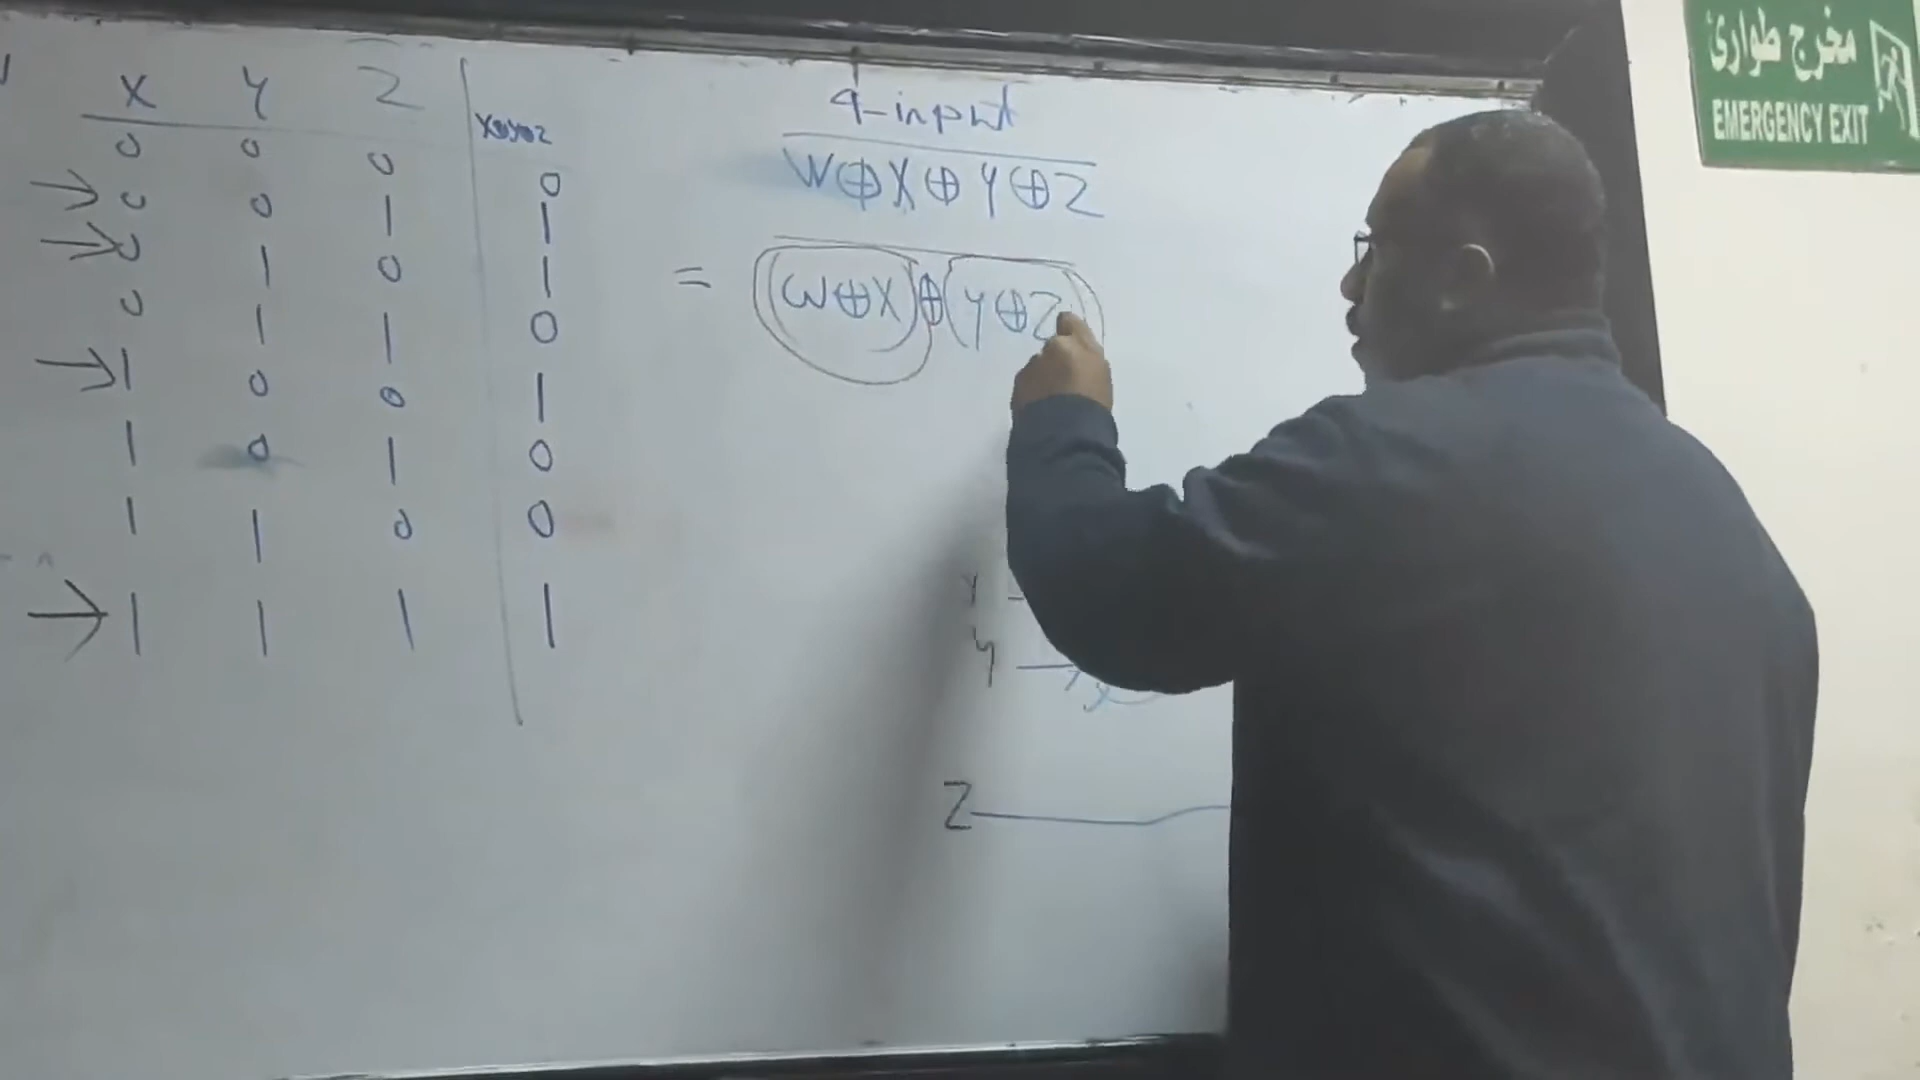 X Y Z X⊕Y⊕Z
0 0 0 0
0 0 1 1
0 1 0 1
0 1 1 0
1 0 0 1
1 0 1 0
1 1 0 0
1 1 1 1
4-input
W⊕X⊕Y⊕Z
= (W⊕X)⊕(Y⊕Z
Y
Z
مخرج طوارئ
EMERGENCY EXIT